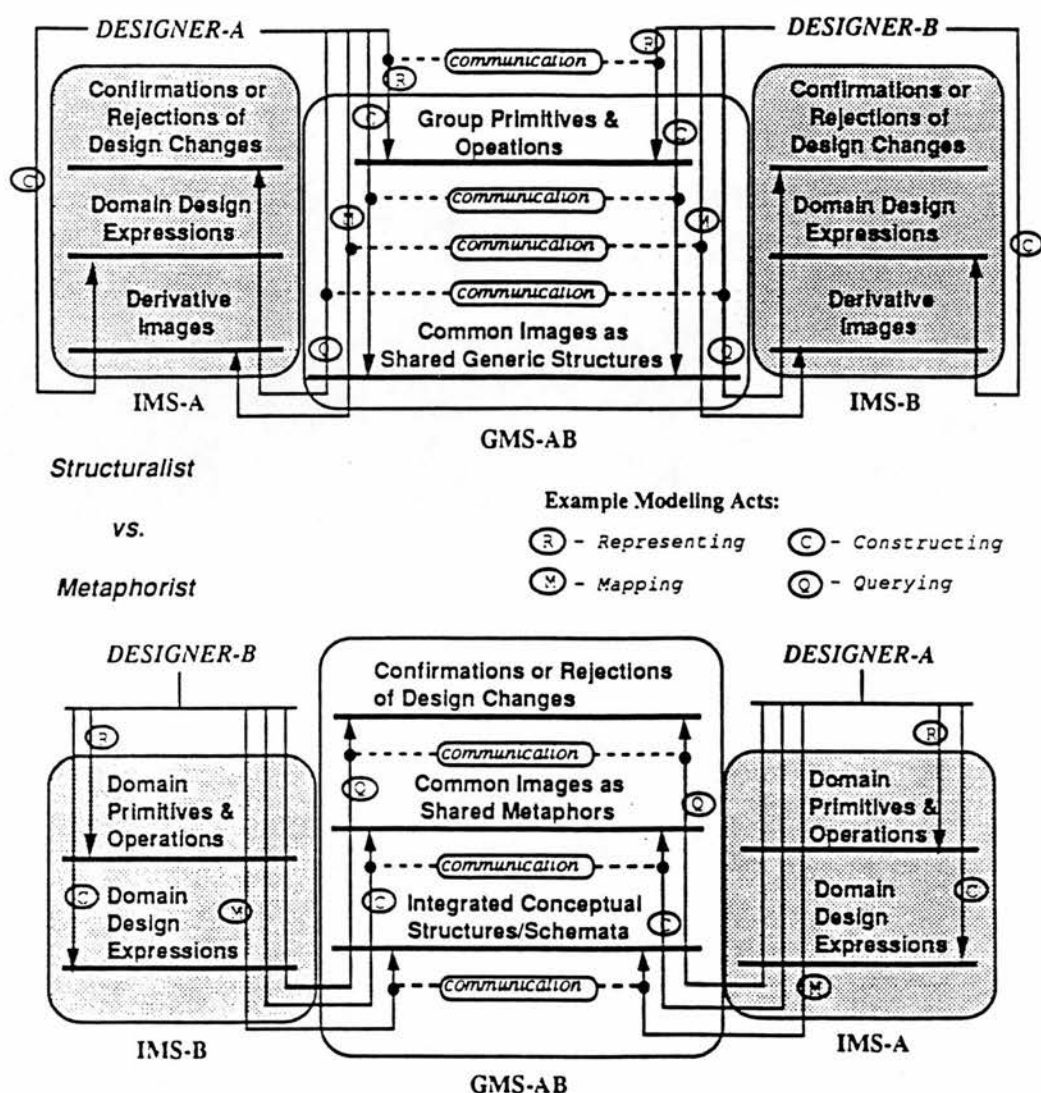 DESIGNER-A
DESIGNER-B
R
R
communication
Confirmations or
Rejections of
Design Changes
Domain Design
Expressions
Derivative
Images
IMS-A
C
C
Group Primitives &
Opeations
communication
M
M
communication
communication
Common Images as
Shared Generic Structures
Q
Q
GMS-AB
Confirmations or
Rejections of
Design Changes
Domain Design
Expressions
C
Derivative
Images
IMS-B
Structuralist
vs.
Metaphorist
Example Modeling Acts:
R - Representing
C - Constructing
M - Mapping
Q - Querying
DESIGNER-B
R
Domain
Primitives &
Operations
C
Domain
Design
Expressions
M
IMS-B
Confirmations or Rejections
of Design Changes
communication
Q
Common Images as
Shared Metaphors
Q
communication
C
Integrated Conceptual
Structures/Schemata
C
communication
GMS-AB
DESIGNER-A
R
Domain
Primitives &
Operations
C
Domain
Design
Expressions
M
IMS-A